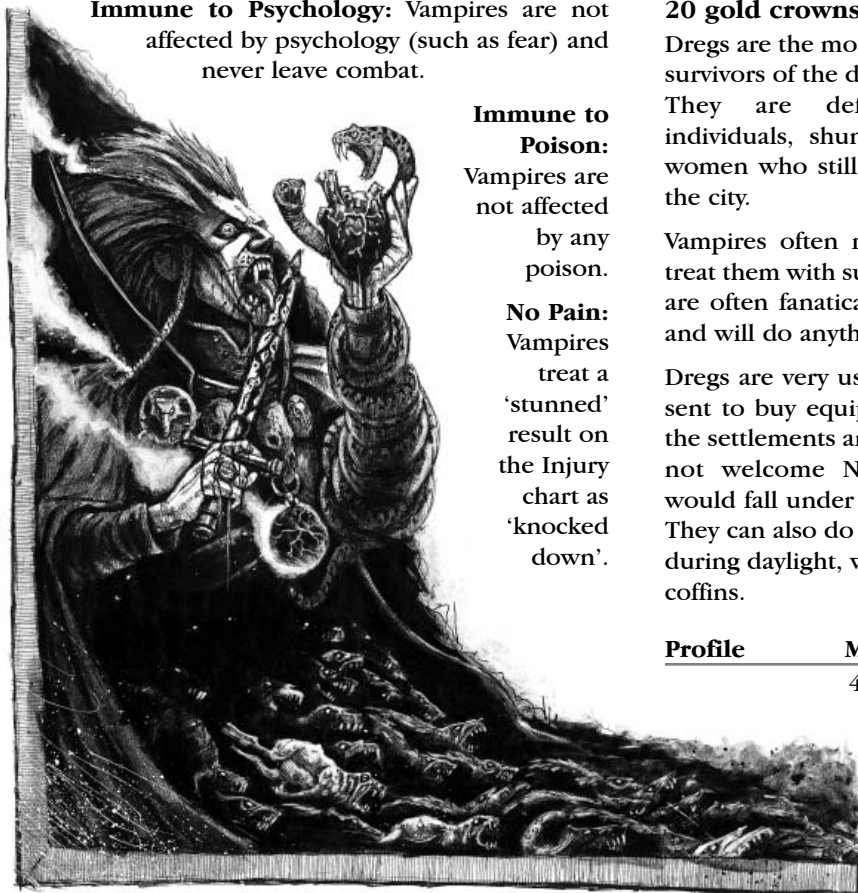 Immune to Psychology: Vampires are not
affected by psychology (such as fear) and
never leave combat.
Immune to
Poison:
Vampires are
not affected
by any
poison.
No Pain:
Vampires
treat a
‘stunned’
result on
the Injury
chart as
‘knocked
down’.
20 gold crowns
Dregs are the mo
survivors of the d
They are def
individuals, shu
women who still
the city.
Vampires often
treat them with su
are often fanatica
and will do anyth
Dregs are very us
sent to buy equip
the settlements a
not welcome N
would fall under
They can also do
during daylight, w
coffins.
Profile M
4